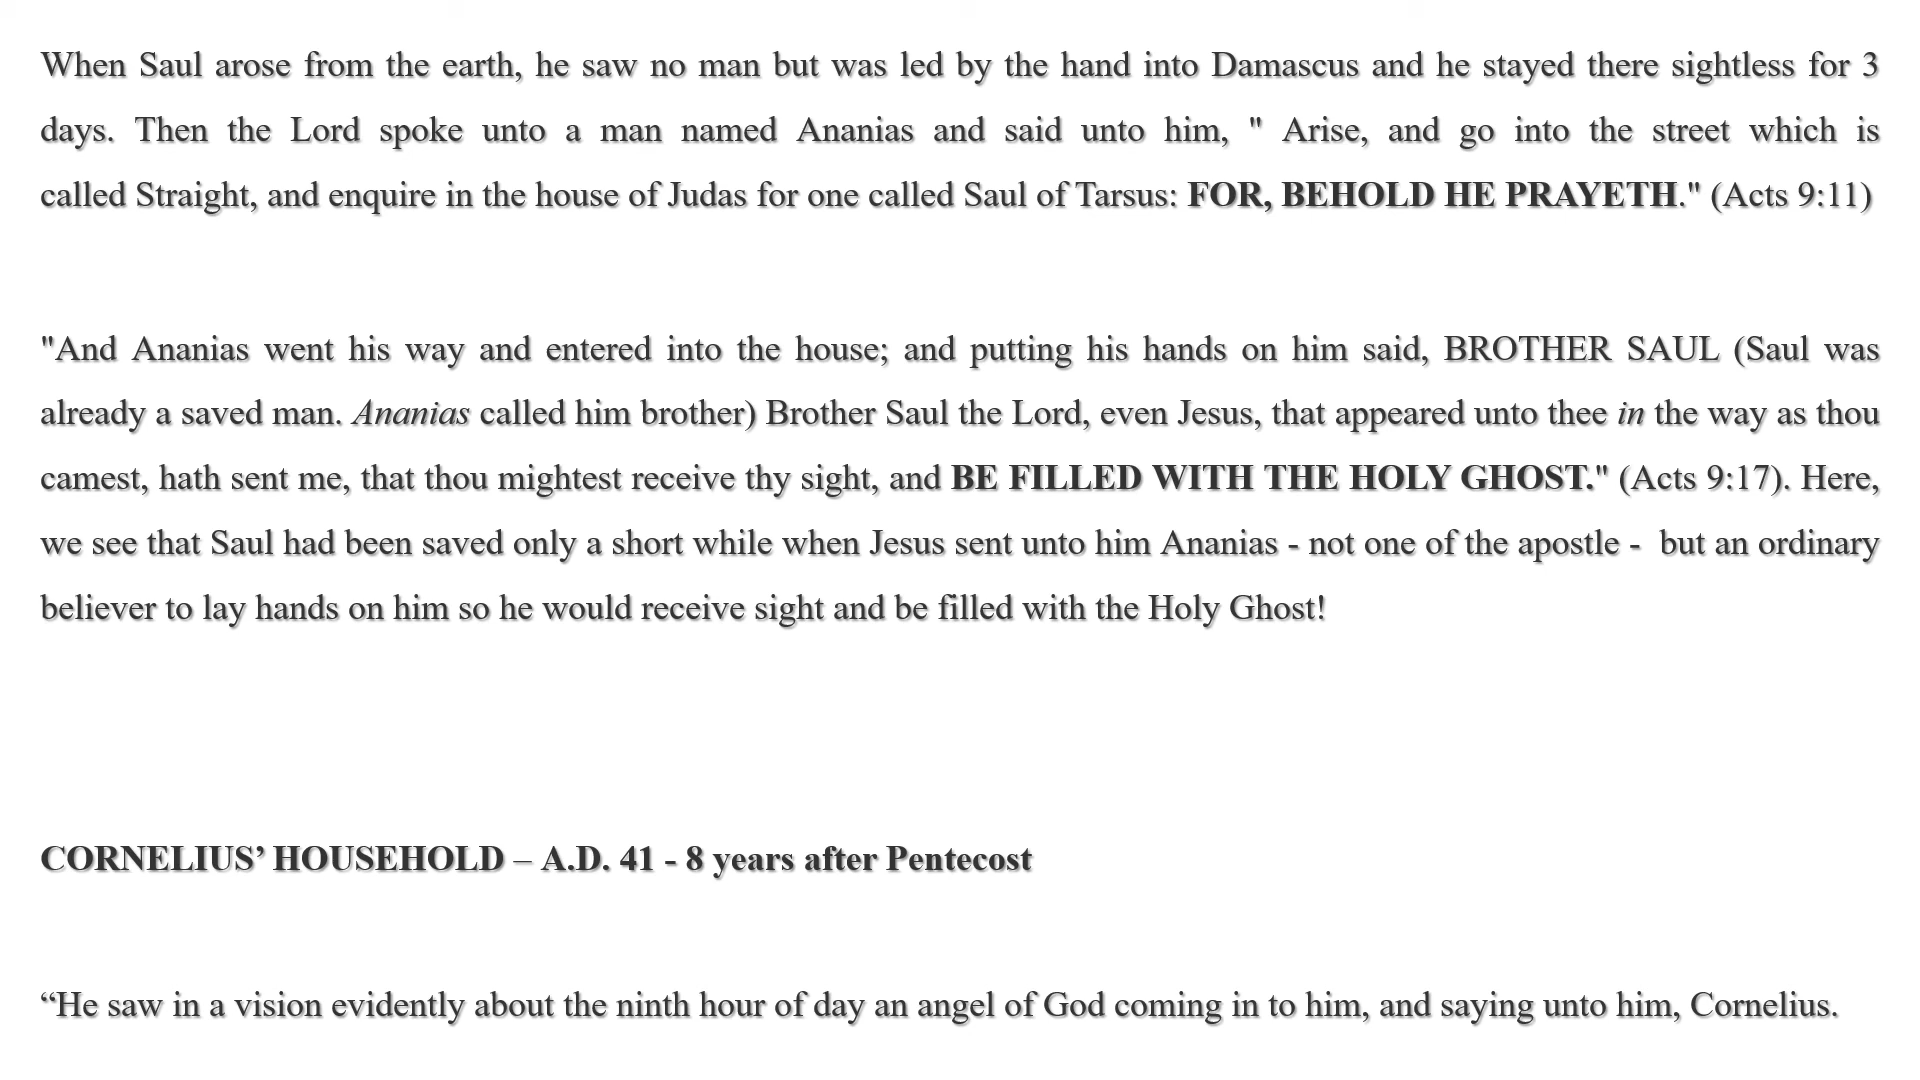 When Saul arose from the earth, he saw no man but was led by the hand into Damascus and he stayed there sightless for 3
days. Then the Lord spoke unto a man named Ananias and said unto him, " Arise, and go into the street which is
called Straight, and enquire in the house of Judas for one called Saul of Tarsus: FOR, BEHOLD HE PRAYETH." (Acts 9:11)
"And Ananias went his way and entered into the house; and putting his hands on him said, BROTHER SAUL (Saul was
already a saved man. Ananias called him brother) Brother Saul the Lord, even Jesus, that appeared unto thee in the way as thou
camest, hath sent me, that thou mightest receive thy sight, and BE FILLED WITH THE HOLY GHOST." (Acts 9:17). Here,
we see that Saul had been saved only a short while when Jesus sent unto him Ananias - not one of the apostle -  but an ordinary
believer to lay hands on him so he would receive sight and be filled with the Holy Ghost!
CORNELIUS’ HOUSEHOLD – A.D. 41 - 8 years after Pentecost
“He saw in a vision evidently about the ninth hour of day an angel of God coming in to him, and saying unto him, Cornelius.